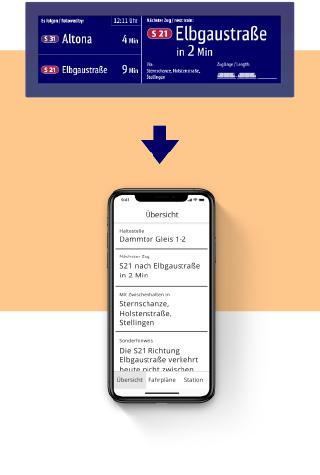 Es folgen / followed by:
12:11 Uhr
S 31 Altona 4 Min
S 21 Elbgaustraße 9 Min
Nächster Zug / next train:
S 21 Elbgaustraße
in 2 Min
Via
Sternschanze, Holstenstraße,
Stellingen
Zuglänge / Length
9:41
Übersicht
Haltestelle
Dammtor Gleis 1-2
Nächster Zug
S21 nach Elbgaustraße
in 2 Min
Mit Zwischenhalten in
Sternschanze,
Holstenstraße,
Stellingen
Sonderhinweis
Die S21 Richtung
Elbgaustraße verkehrt
heute nicht zwischen
Übersicht Fahrpläne Station